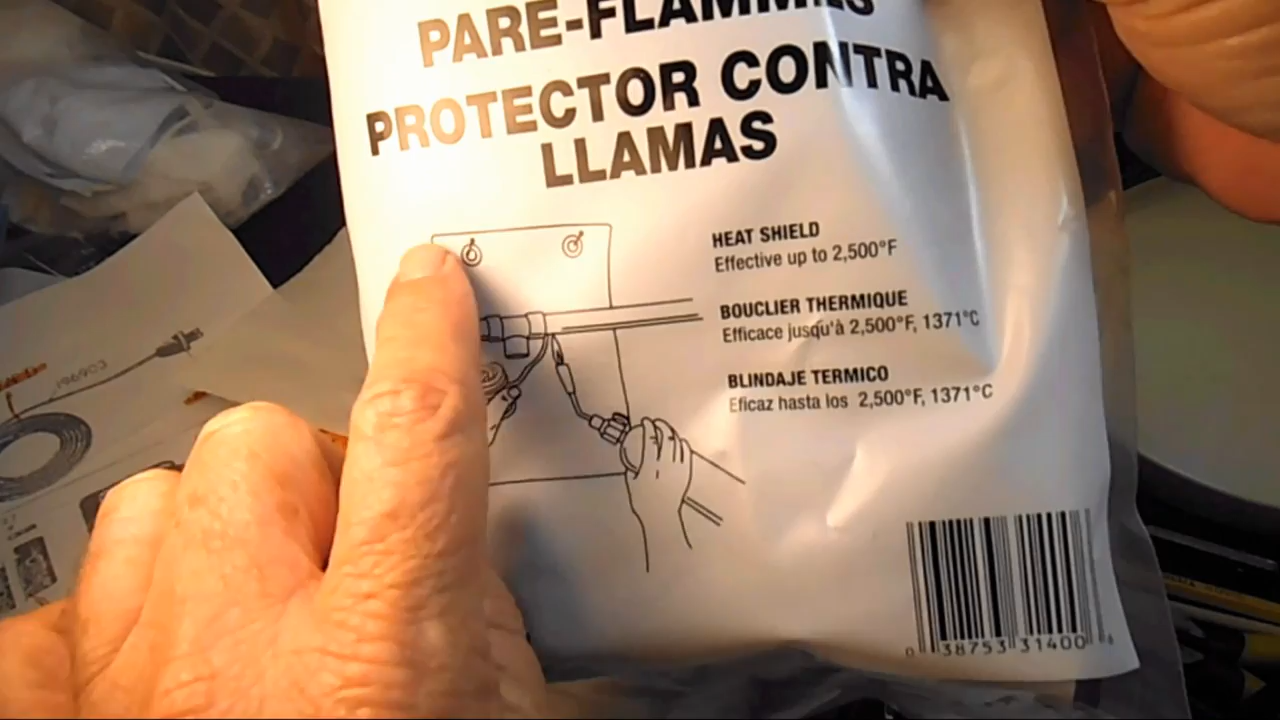 PARE-FLAMMES
PROTECTOR CONTRA
LLAMAS
HEAT SHIELD
Effective up to 2,500°F
BOUCLIER THERMIQUE
Efficace jusqu'à 2,500°F, 1371°C
BLINDAJE TERMICO
Eficaz hasta los 2,500°F, 1371°C
0 38753 31400